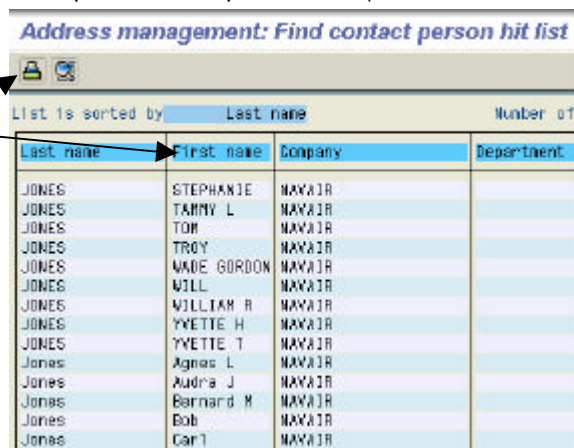 Address management: Find contact person hit list
List is sorted by Last name Number of
Last name First name Company Department
JONES STEPHANIE NAVAIR
JONES TAMMY L NAVAIR
JONES TOM NAVAIR
JONES TROY NAVAIR
JONES WADE GORDON NAVAIR
JONES WILL NAVAIR
JONES WILLIAM R NAVAIR
JONES YVETTE H NAVAIR
JONES YVETTE T NAVAIR
Jones Agnes L NAVAIR
Jones Audra J NAVAIR
Jones Bernard M NAVAIR
Jones Bob NAVAIR
Jones Carl NAVAIR